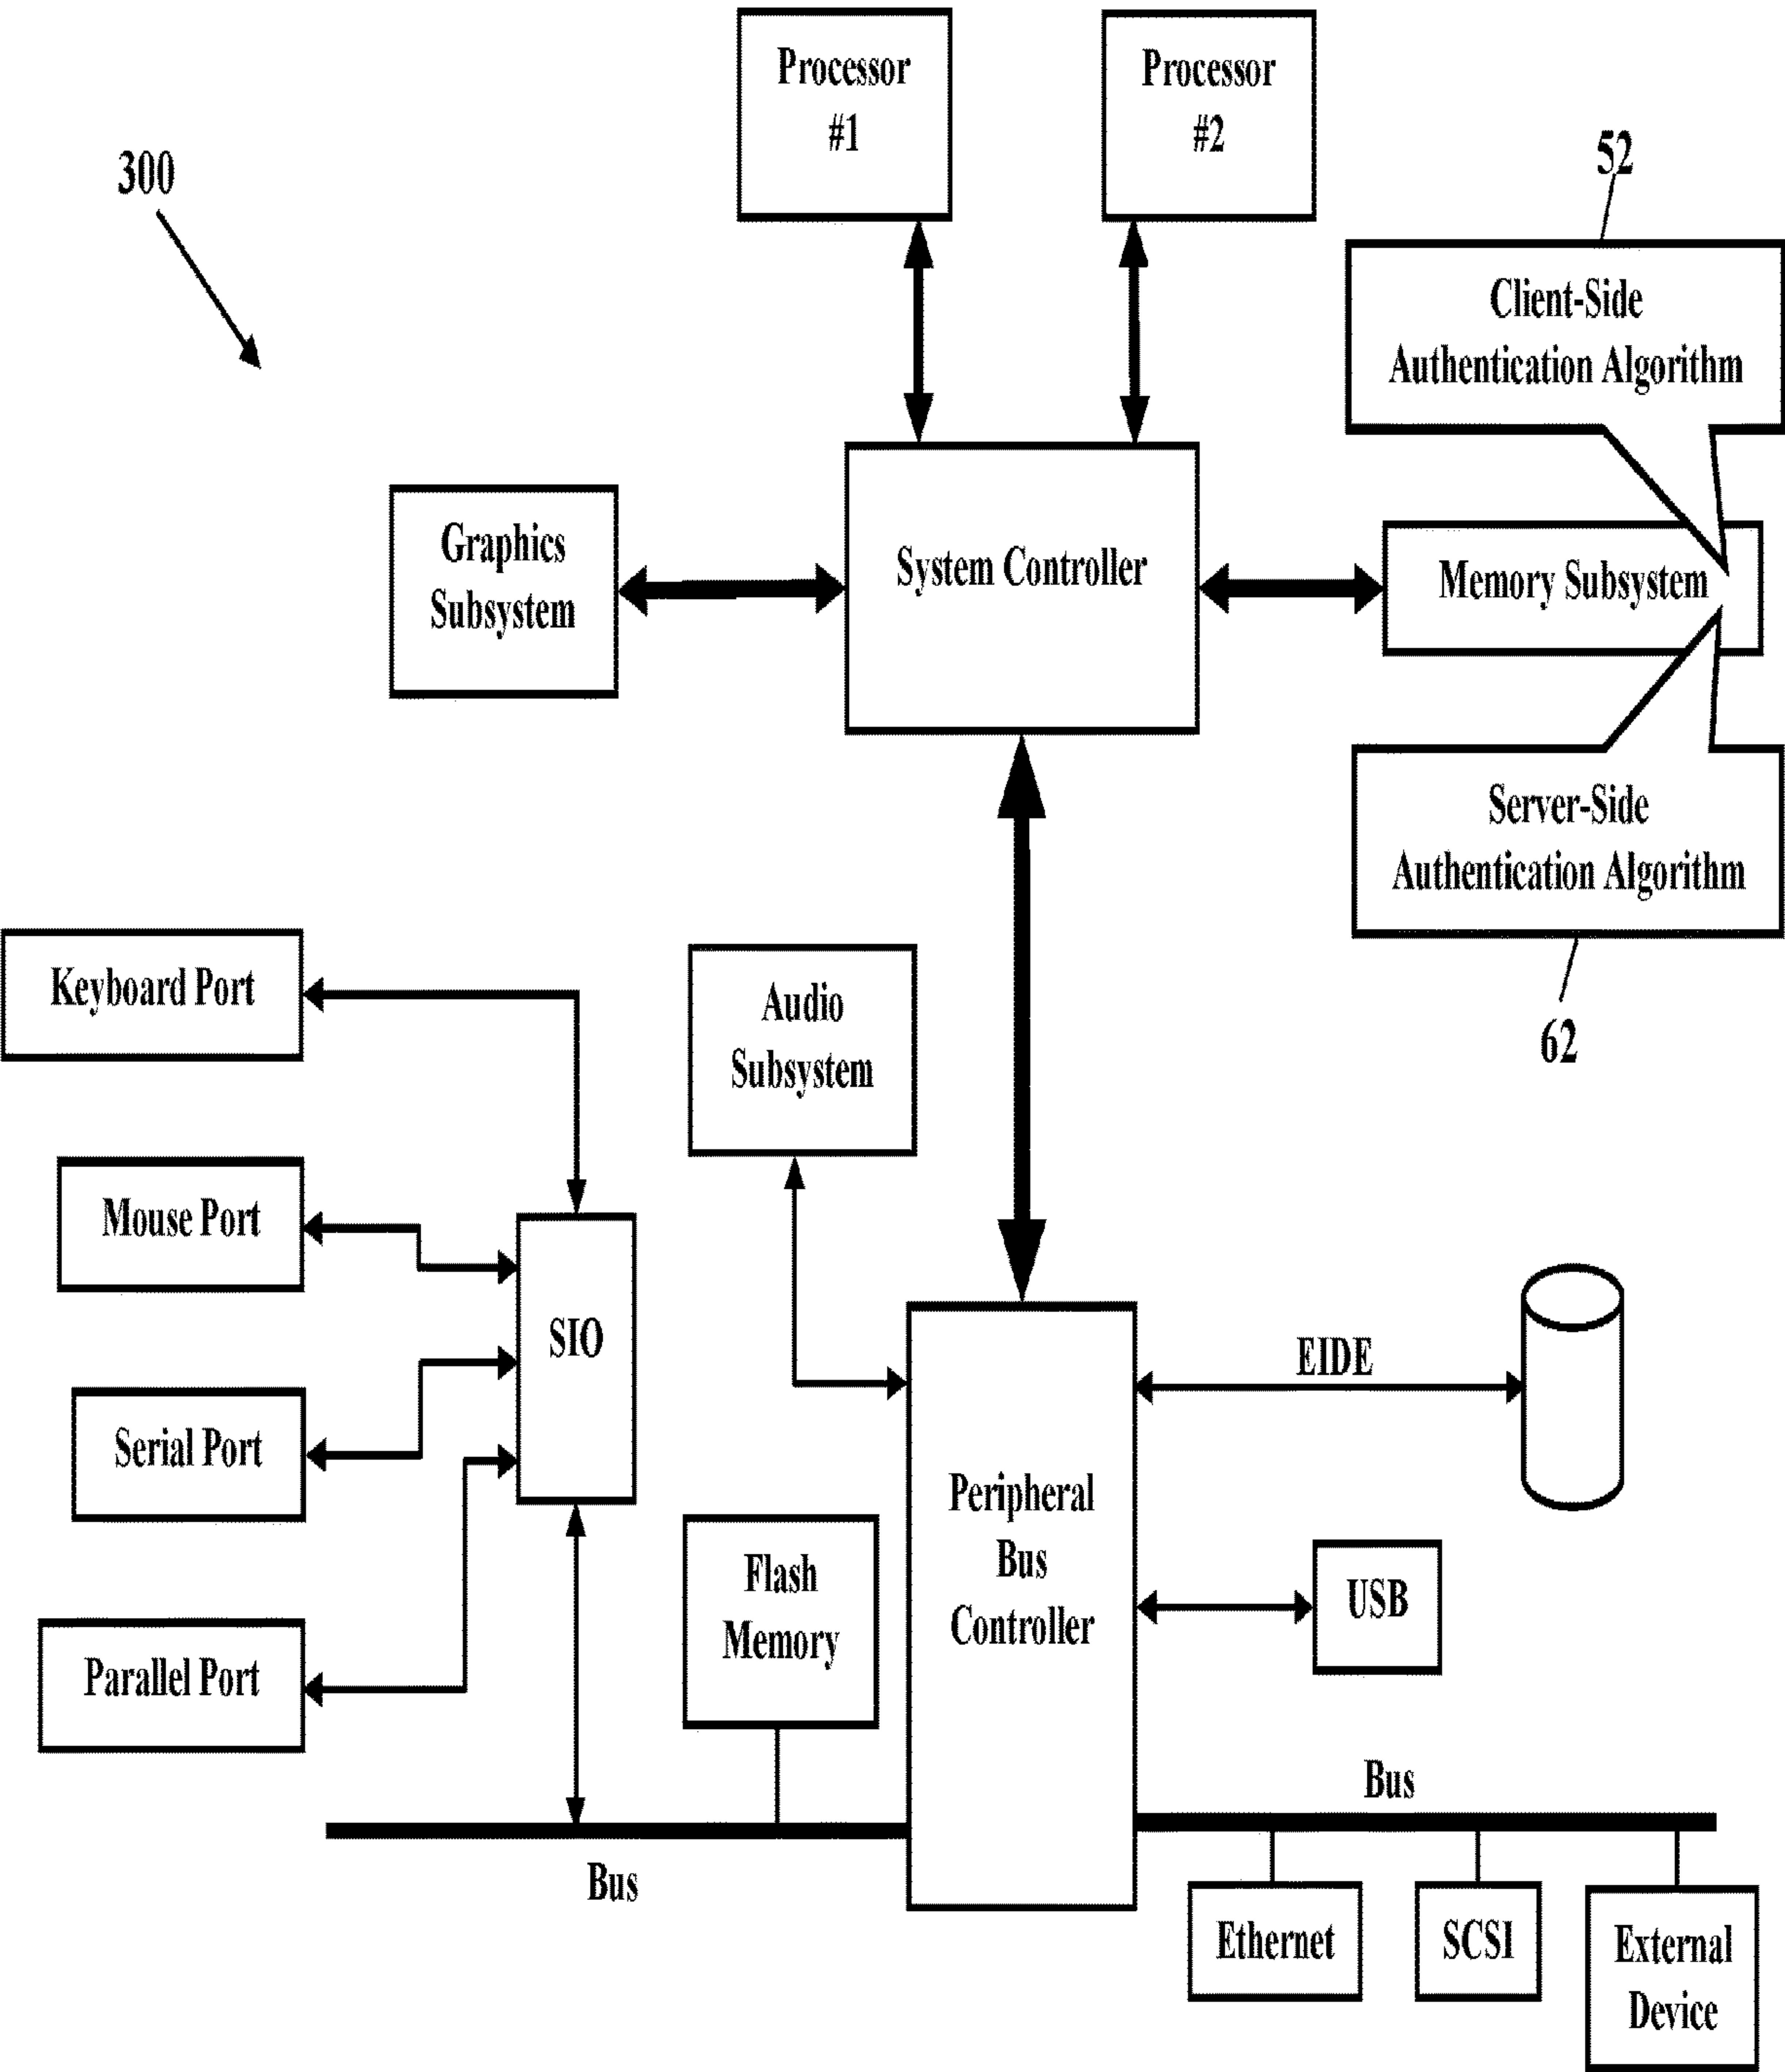 Processor
#1
Processor
#2
300
52
Client-Side
Authentication Algorithm
Graphics
Subsystem
System Controller
Memory Subsystem
Server-Side
Authentication Algorithm
62
Keyboard Port
Audio
Subsystem
Mouse Port
SIO
EIDE
Serial Port
Peripheral
Bus
Controller
Flash
Memory
USB
Parallel Port
Bus
Bus
Ethernet
SCSI
External
Device